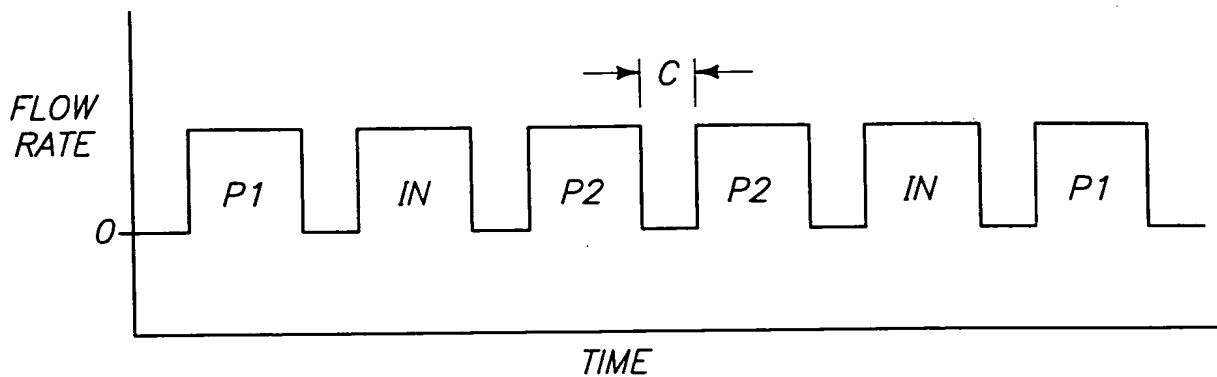 C
FLOW
RATE
P1 IN P2 P2 IN P1
0
TIME